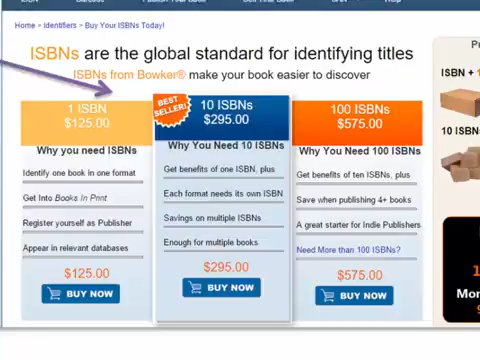 Home » Identifiers » Buy Your ISBNs Today!
ISBNs are the global standard for identifying titles
ISBNs from Bowker® make your book easier to discover
1 ISBN
$125.00
Why you need ISBNs
Identify one book in one format
Get Into Books In Print
Register yourself as Publisher
Appear in relevant databases
$125.00
BUY NOW
BEST
SELLER!
10 ISBNs
$295.00
Why You Need 10 ISBNs
Get benefits of one ISBN, plus
Each format needs its own ISBN
Savings on multiple ISBNs
Enough for multiple books
$295.00
BUY NOW
100 ISBNs
$575.00
Why You Need 100 ISBNs
Get benefits of ten ISBNs, plus
Save when publishing 4+ books
A great starter for Indie Publishers
Need More than 100 ISBNs?
$575.00
BUY NOW
ISBN +
10 ISBNs